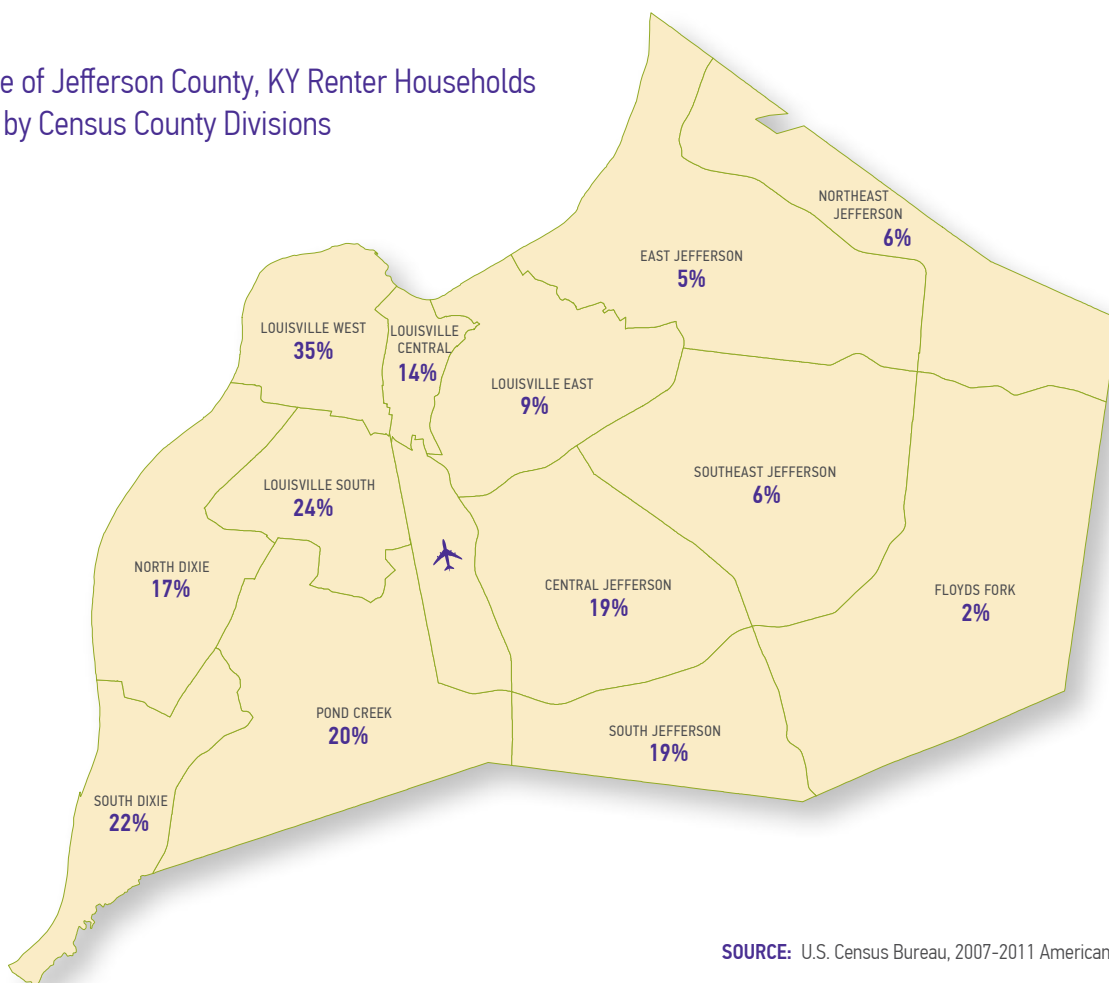 e of Jefferson County, KY Renter Households
by Census County Divisions
NORTHEAST
JEFFERSON
6%
EAST JEFFERSON
5%
LOUISVILLE WEST
35%
LOUISVILLE
CENTRAL
14%
LOUISVILLE EAST
9%
SOUTHEAST JEFFERSON
6%
LOUISVILLE SOUTH
24%
NORTH DIXIE
17%
CENTRAL JEFFERSON
19%
FLOYDS FORK
2%
POND CREEK
20%
SOUTH JEFFERSON
19%
SOUTH DIXIE
22%
SOURCE: U.S. Census Bureau, 2007-2011 American